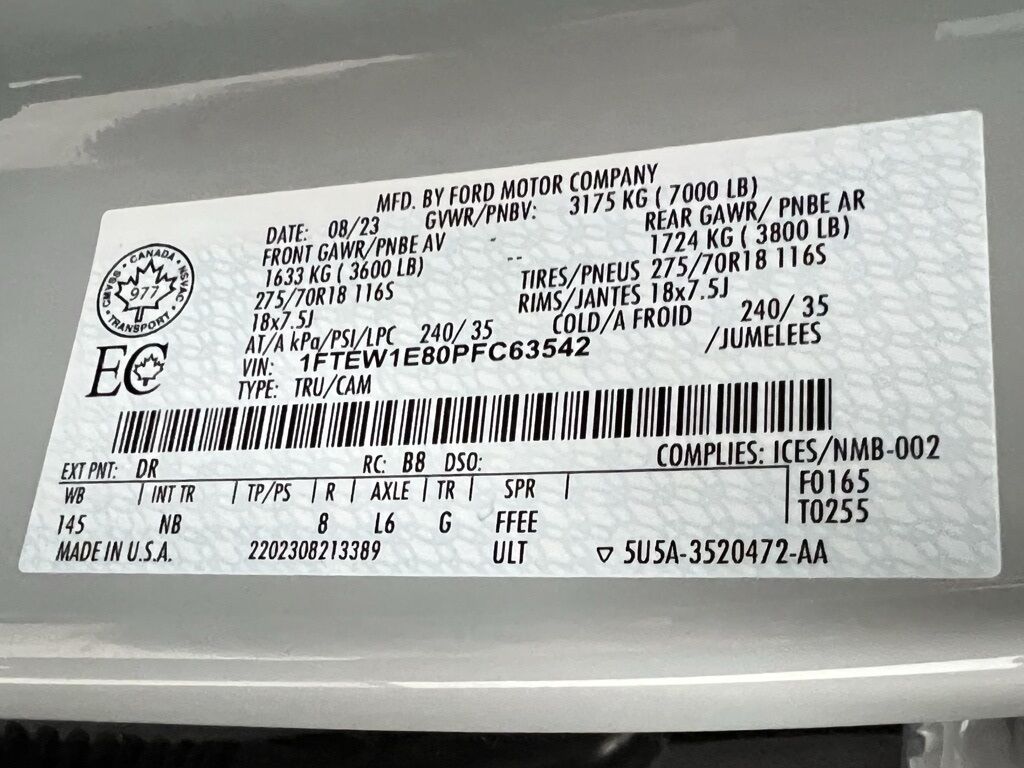 MFD. BY FORD MOTOR COMPANY
DATE: 08/23 GVWR/PNBV: 3175 KG ( 7000 LB)
FRONT GAWR/PNBE AV REAR GAWR/ PNBE AR
1633 KG ( 3600 LB) 1724 KG ( 3800 LB)
275/70R18 116S TIRES/PNEUS 275/70R18 116S
18x7.5J RIMS/JANTES 18x7.5J
AT/A kPa/PSI/LPC 240/ 35 COLD/A FROID 240/ 35
VIN: 1FTEW1E80PFC63542 /JUMELEES
TYPE: TRU/CAM
CANADA
NSVAC
TRANSPORT
CMVSS
977
EC
EXT PNT: DR RC: B8 DSO: COMPLIES: ICES/NMB-002
WB | INT TR | TP/PS | R | AXLE | TR | SPR | F0165
145 NB 8 L6 G FFEE T0255
MADE IN U.S.A. 2202308213389 ULT ▽ 5U5A-3520472-AA